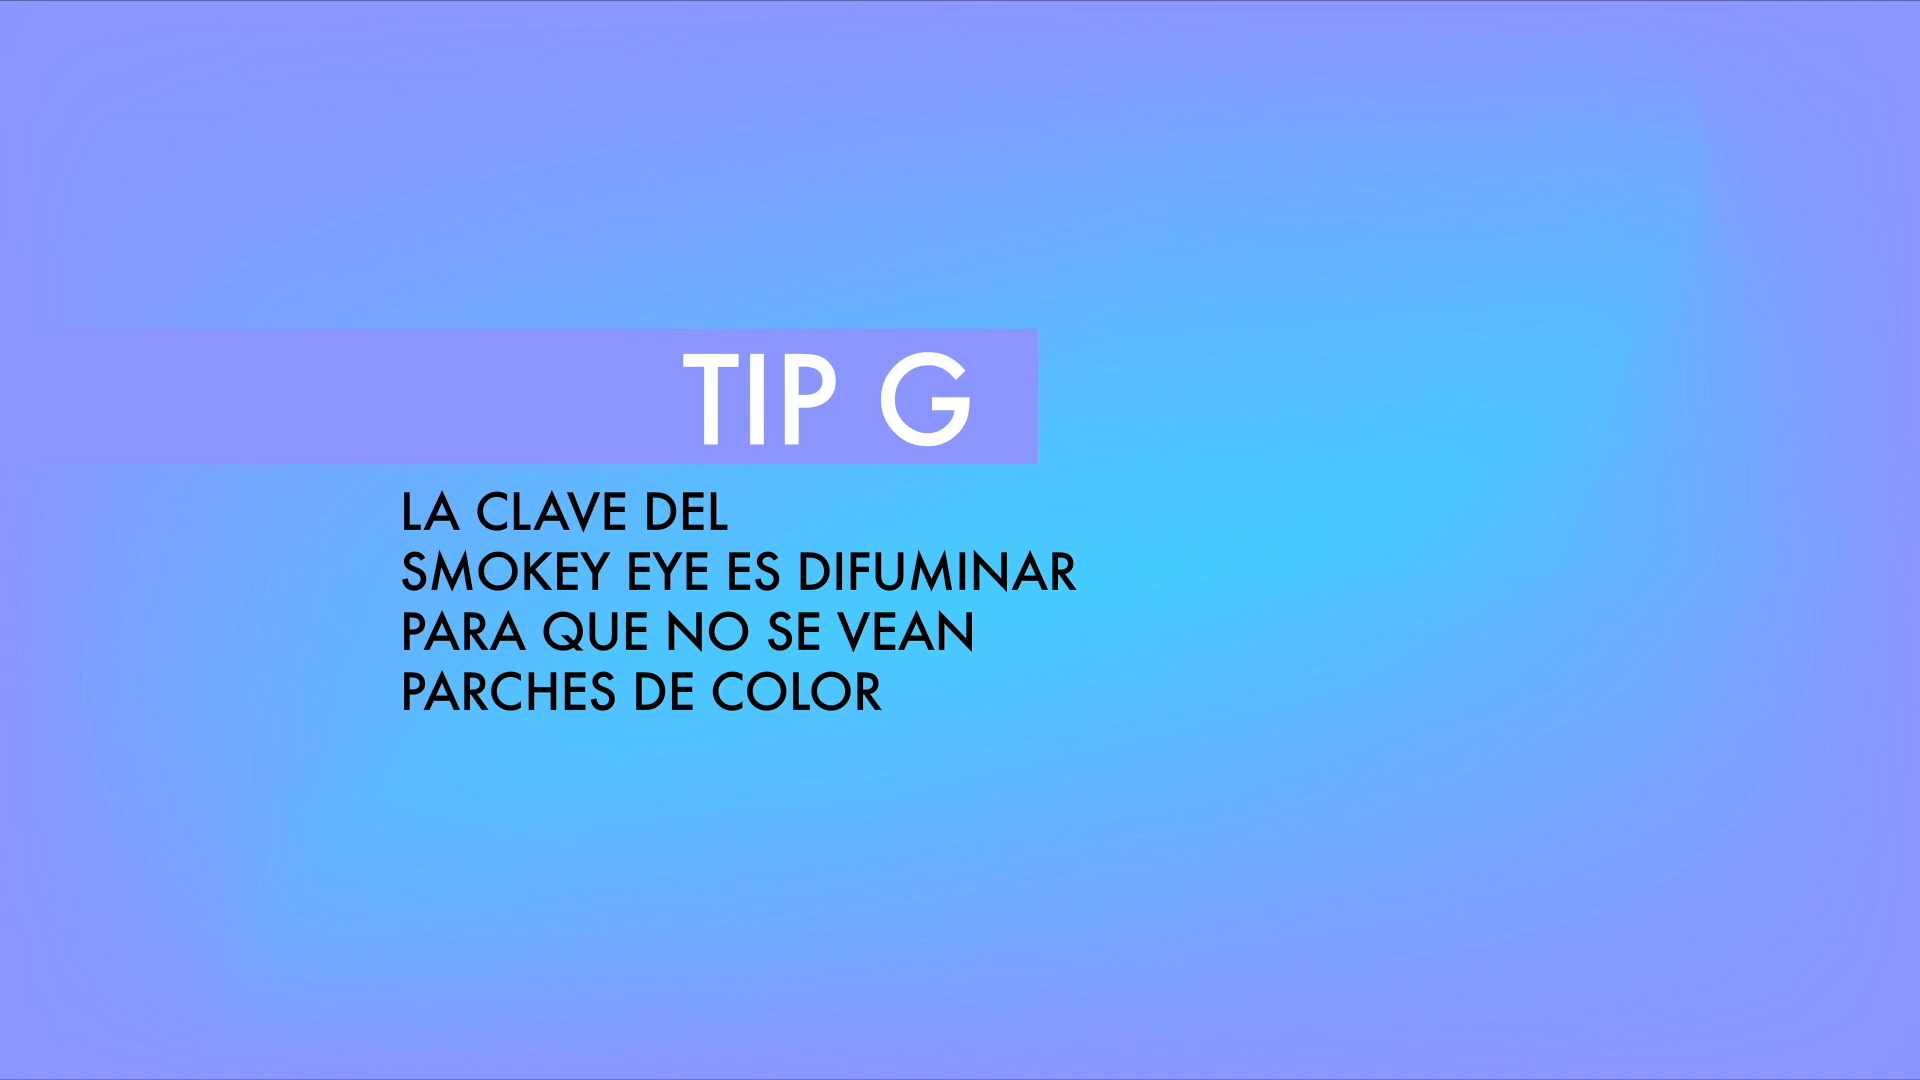 TIP G
LA CLAVE DEL
SMOKEY EYE ES DIFUMINAR
PARA QUE NO SE VEAN
PARCHES DE COLOR